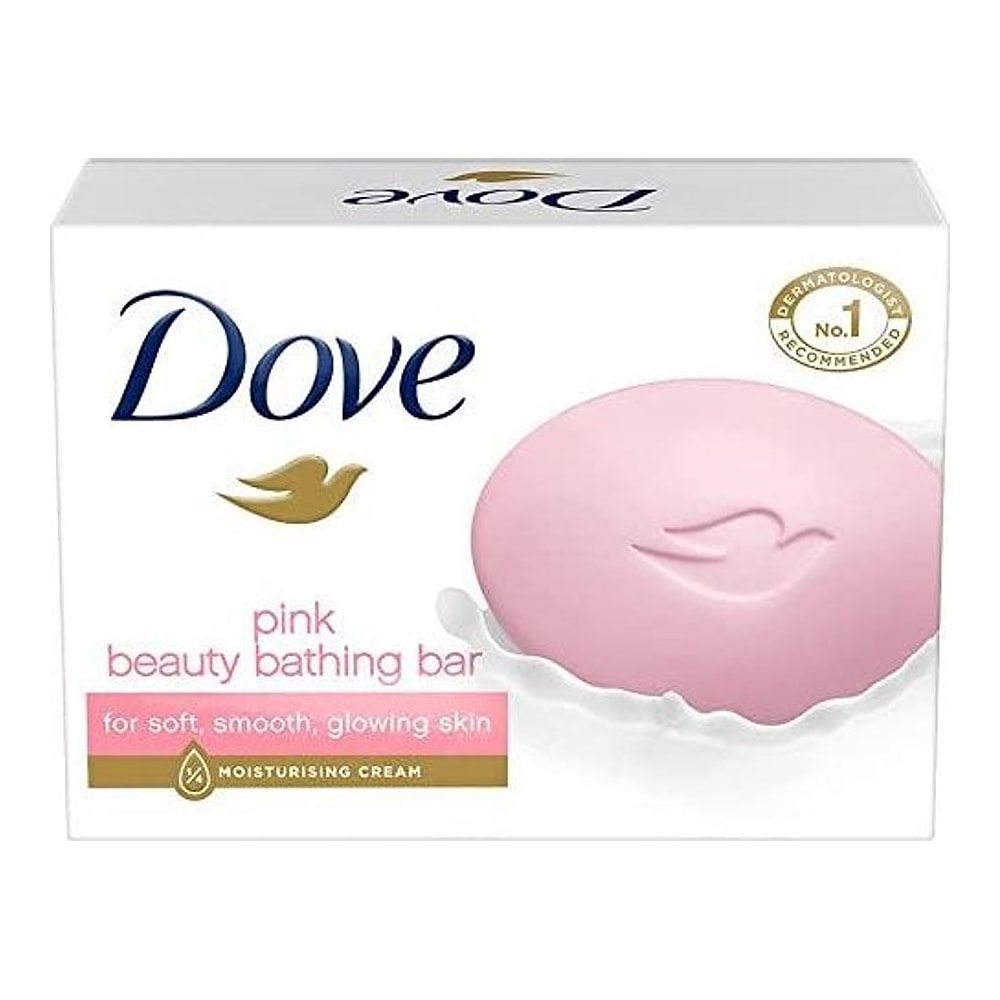 Dove
Dove
DERMATOLOGIST
No.1
RECOMMENDED
pink
beauty bathing bar
for soft, smooth, glowing skin
1/4 MOISTURISING CREAM